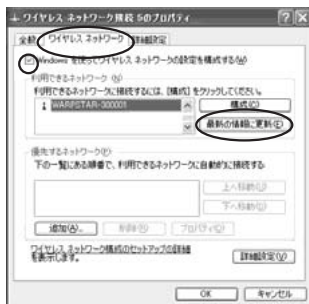 ワイヤレス ネットワーク接続 5のプロパティ
全般 ワイヤレス ネットワーク 詳細設定
Windows を使ってワイヤレス ネットワークの設定を構成する(W)
利用できるネットワーク(N)
利用できるネットワークに接続するには、[構成] をクリックしてください。
WARPSTAR-300001
構成(C)
最新の情報に更新(E)
優先するネットワーク(P)
下の一覧にある順番で、利用できるネットワークに自動的に接続する
上へ移動(U)
下へ移動(D)
追加(A)... 削除(R) プロパティ(O)
ワイヤレス ネットワーク構成のセットアップの詳細を表示します。
詳細設定(V)
OK キャンセル